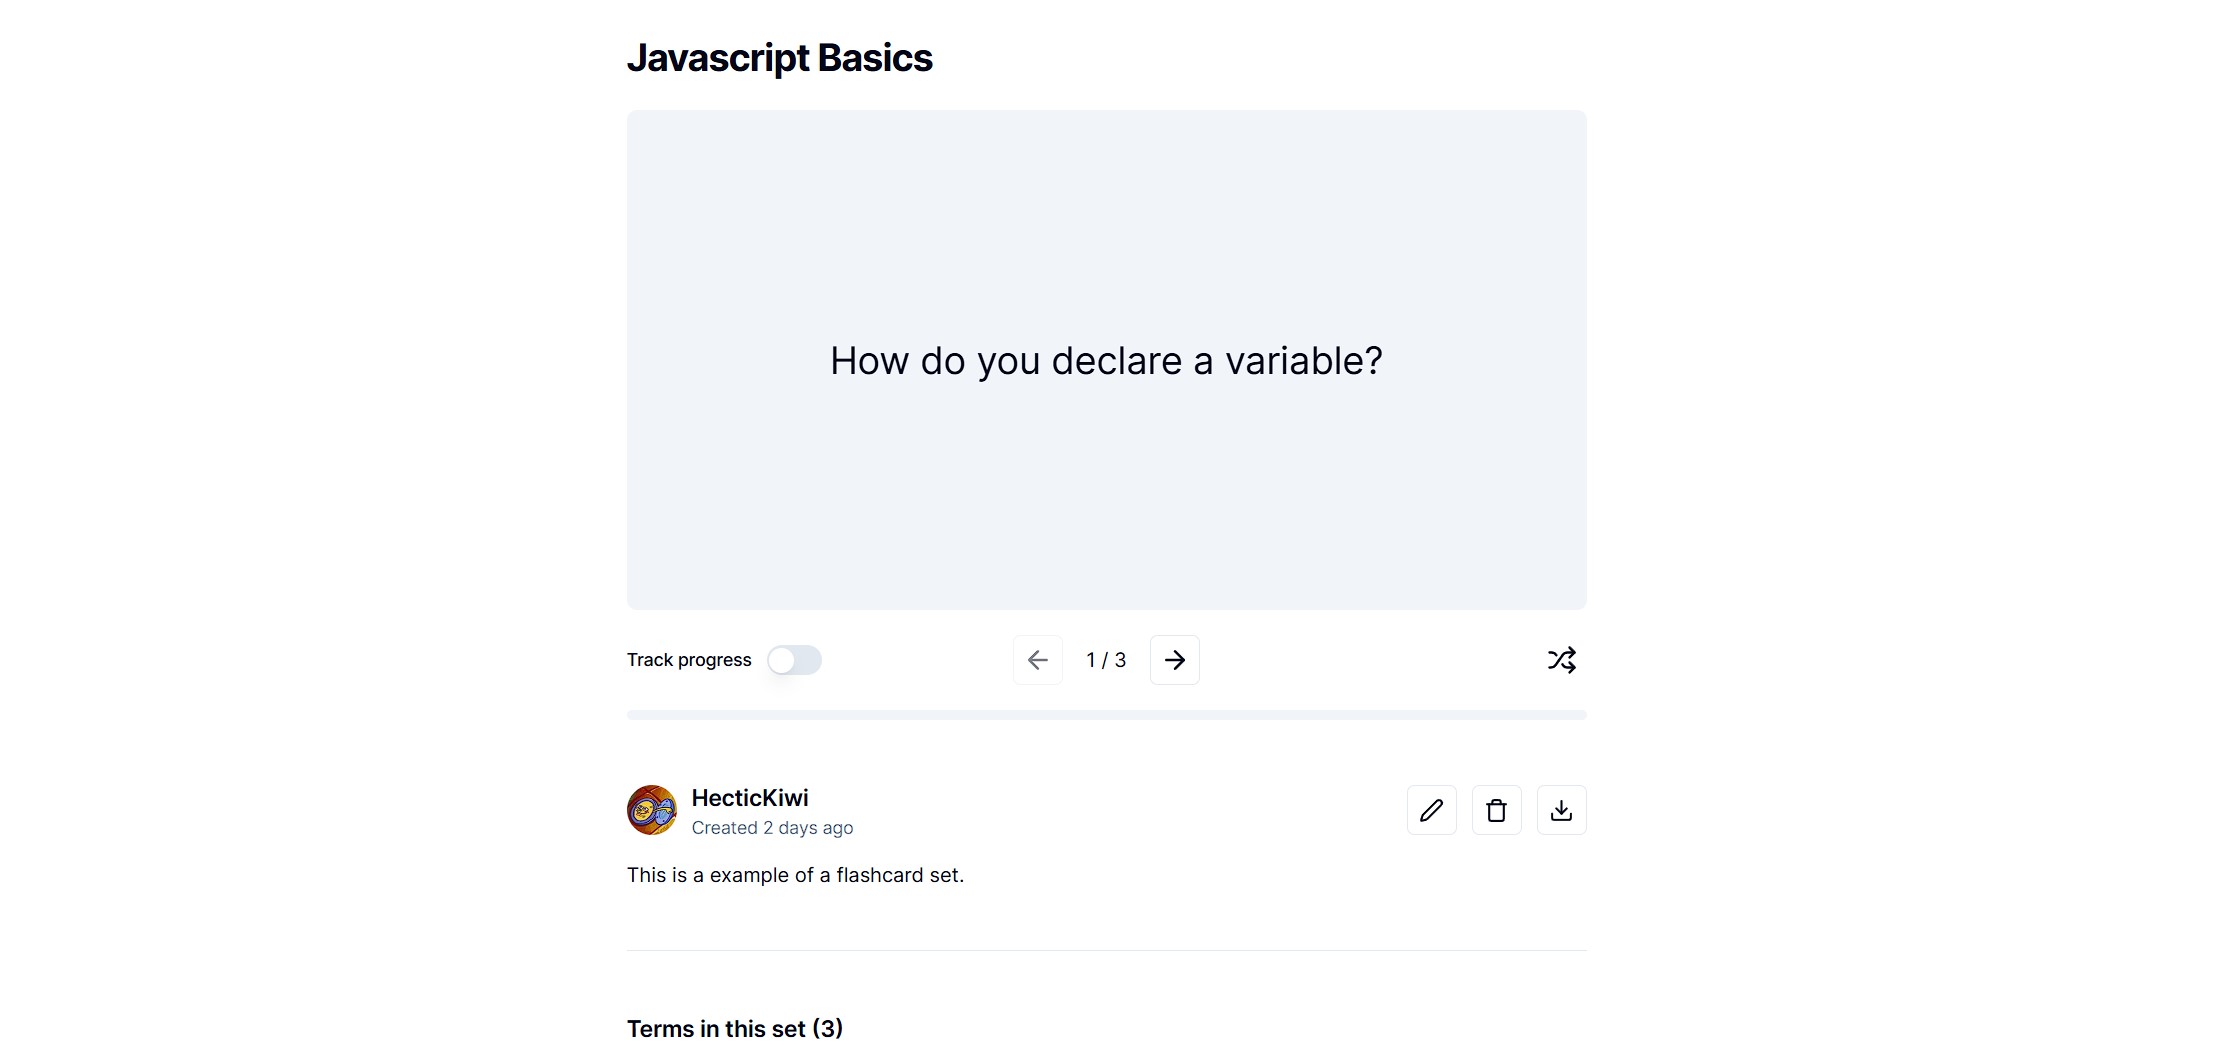 Javascript Basics
How do you declare a variable?
Track progress
1 / 3
HecticKiwi
Created 2 days ago
This is a example of a flashcard set.
Terms in this set (3)